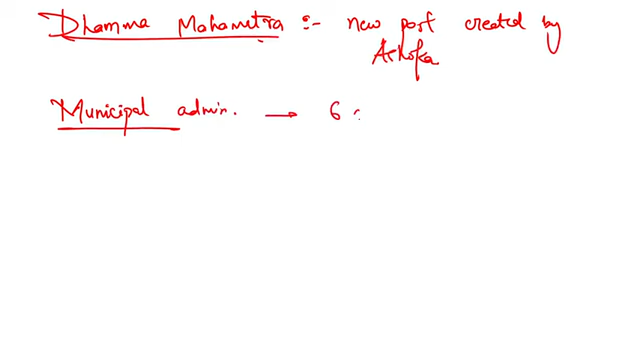 Dhamma Mahamatra :- new post created by
Ashoka
Municipal admin. → 6